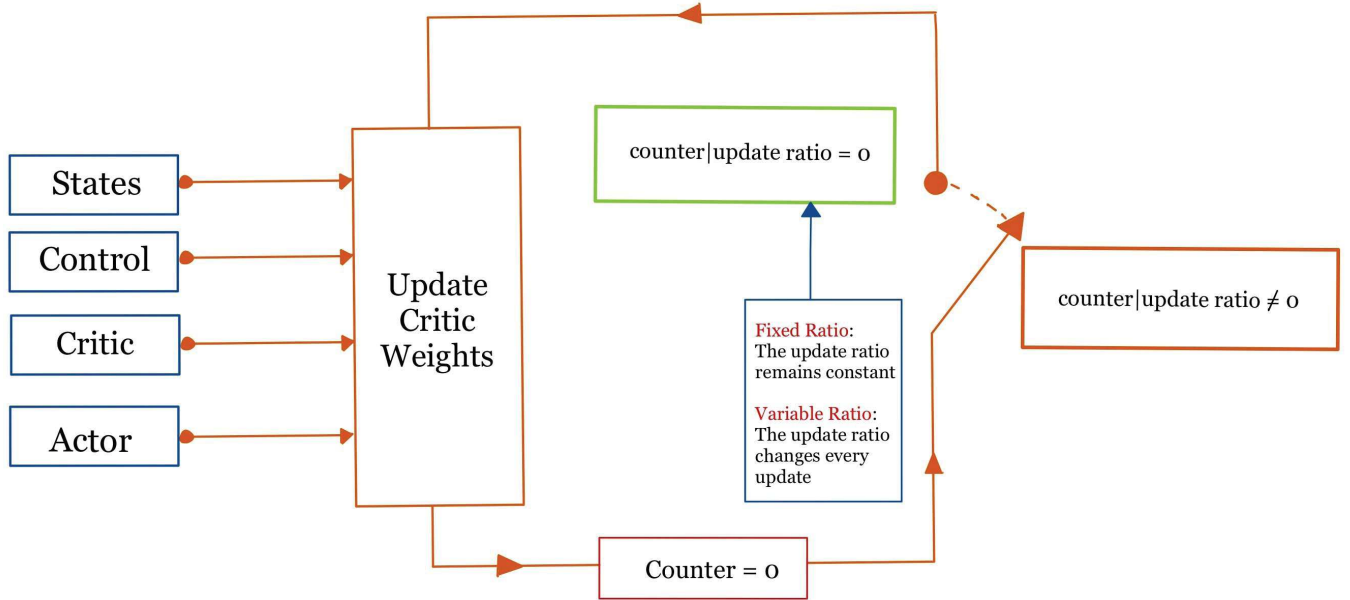 States
Control
Critic
Actor
Update
Critic
Weights
counter|update ratio = 0
Fixed Ratio:
The update ratio
remains constant
Variable Ratio:
The update ratio
changes every
update
counter|update ratio ≠ 0
Counter = 0